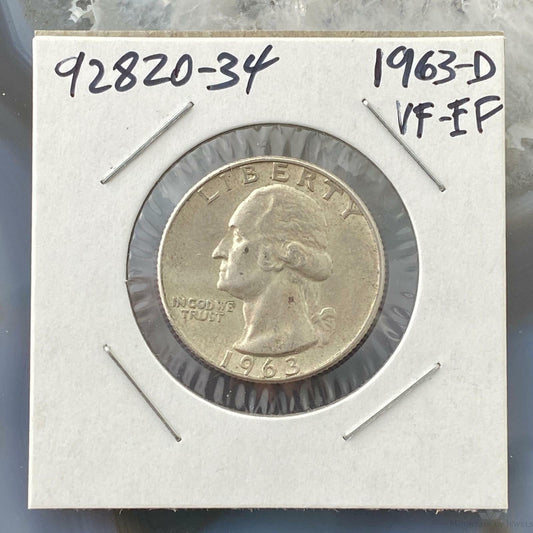 92820-34
1963-D
VF-EF
LIBERTY
IN GOD WE
TRUST
1963